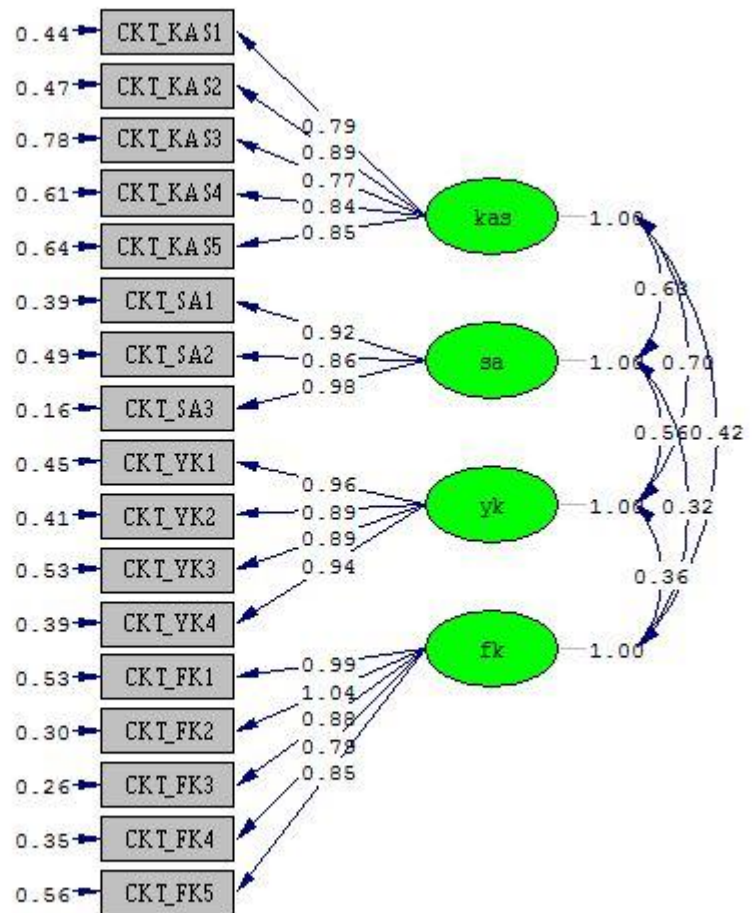 0.44 CKT_KAS1
0.47 CKT_KAS2
0.78 CKT_KAS3
0.61 CKT_KAS4
0.64 CKT_KAS5
0.39 CKT_SA1
0.49 CKT_SA2
0.16 CKT_SA3
0.45 CKT_YK1
0.41 CKT_YK2
0.53 CKT_YK3
0.39 CKT_YK4
0.53 CKT_FK1
0.30 CKT_FK2
0.26 CKT_FK3
0.35 CKT_FK4
0.56 CKT_FK5
0.79
0.89
0.77
0.84
0.85
0.92
0.86
0.98
0.96
0.89
0.89
0.94
0.99
1.04
0.88
0.85
kas 1.00
sa 1.00
yk 1.00
fk 1.00
0.63
0.70
0.56 0.42
0.32
0.36